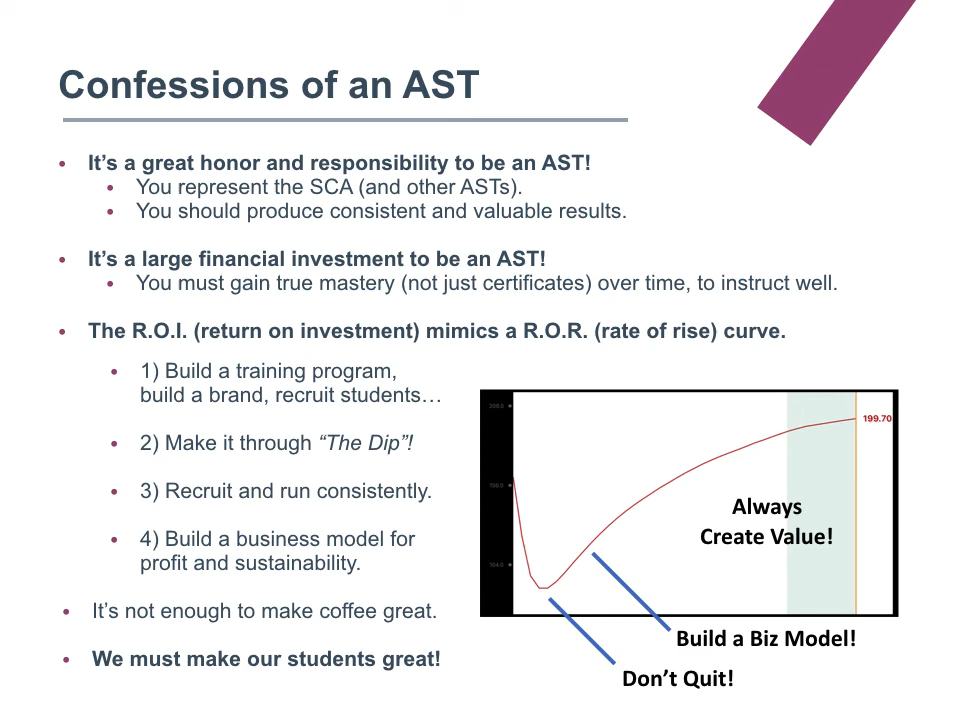 Confessions of an AST
• It’s a great honor and responsibility to be an AST!
• You represent the SCA (and other ASTs).
• You should produce consistent and valuable results.
• It’s a large financial investment to be an AST!
• You must gain true mastery (not just certificates) over time, to instruct well.
• The R.O.I. (return on investment) mimics a R.O.R. (rate of rise) curve.
• 1) Build a training program,
build a brand, recruit students…
• 2) Make it through “The Dip”!
• 3) Recruit and run consistently.
• 4) Build a business model for
profit and sustainability.
• It’s not enough to make coffee great.
• We must make our students great!
199.70
Always
Create Value!
Build a Biz Model!
Don’t Quit!